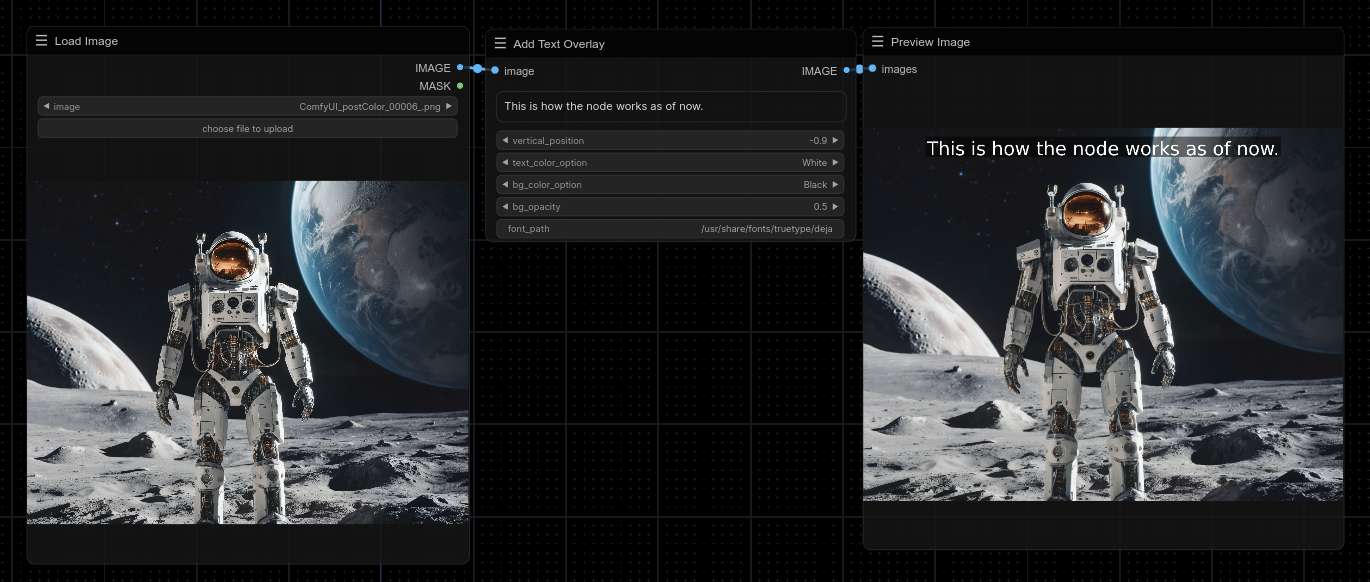 Load Image
IMAGE
MASK
image ComfyUI_postColor_00006_.png
choose file to upload
Add Text Overlay
image IMAGE
This is how the node works as of now.
vertical_position -0.9
text_color_option White
bg_color_option Black
bg_opacity 0.5
font_path /usr/share/fonts/truetype/deja
Preview Image
images
This is how the node works as of now.